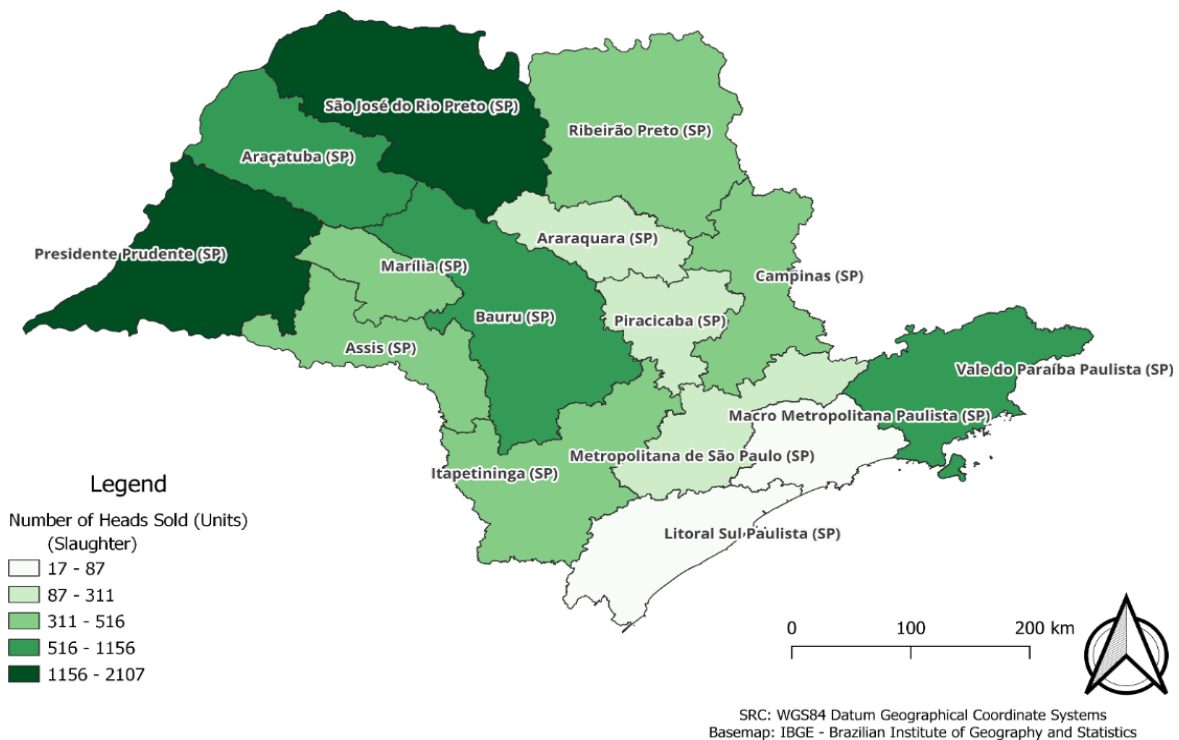 São José do Rio Preto (SP)
Ribeirão Preto (SP)
Araçatuba (SP)
Araraquara (SP)
Presidente Prudente (SP)
Marília (SP)
Campinas (SP)
Bauru (SP)
Piracicaba (SP)
Assis (SP)
Vale do Paraíba Paulista (SP)
Macro Metropolitana Paulista (SP)
Metropolitana de São Paulo (SP)
Itapetininga (SP)
Litoral Sul Paulista (SP)
Legend
Number of Heads Sold (Units)
(Slaughter)
17 - 87
87 - 311
311 - 516
516 - 1156
1156 - 2107
0 100 200 km
SRC: WGS84 Datum Geographical Coordinate Systems
Basemap: IBGE - Brazilian Institute of Geography and Statistics